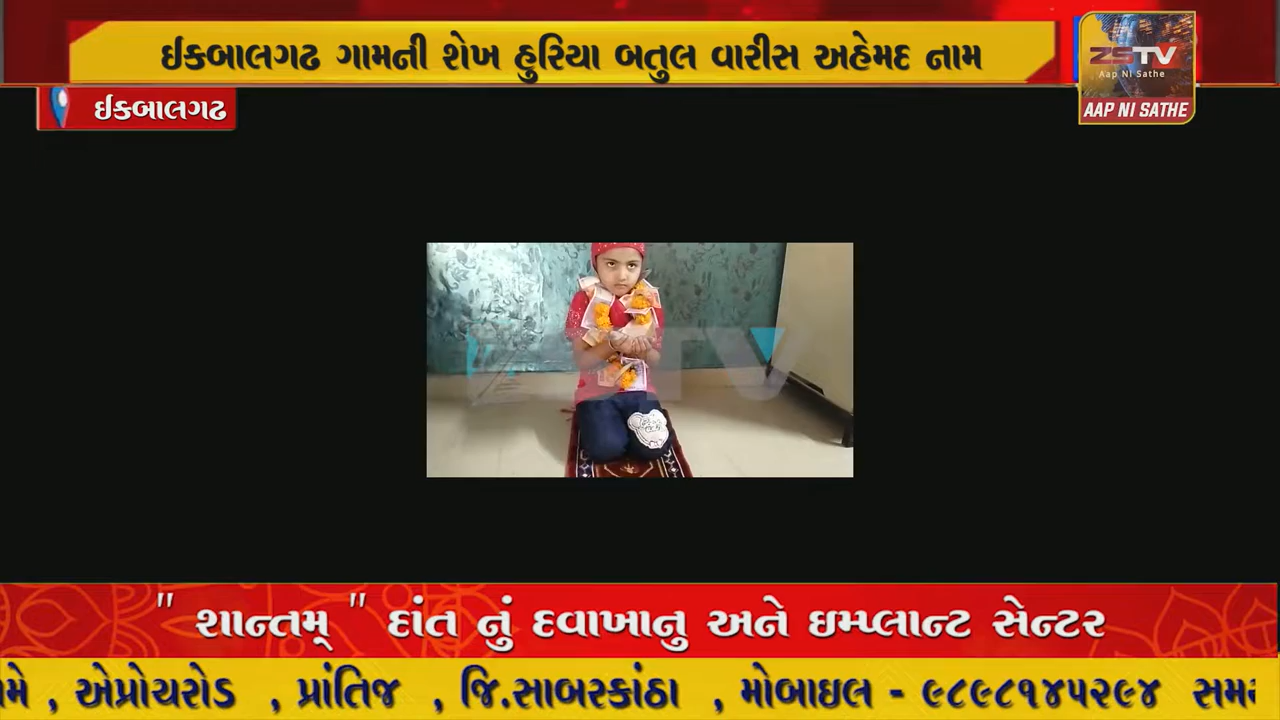 ઈકબાલગઢ ગામની શેખ હુરિયા બતુલ વારીસ અહેમદ નામ
ZSTV
Aap Ni Sathe
AAP NI SATHE
ઈકબાલગઢ
" શાન્તમ્ " દાંત નું દવાખાનુ અને ઇમ્પ્લાન્ટ સેન્ટર
, એપ્રોચરોડ , પ્રાંતિજ , જિ.સાબરકાંઠા , મોબાઇલ - ૯૮૯૮૧૪૫૨૯૪